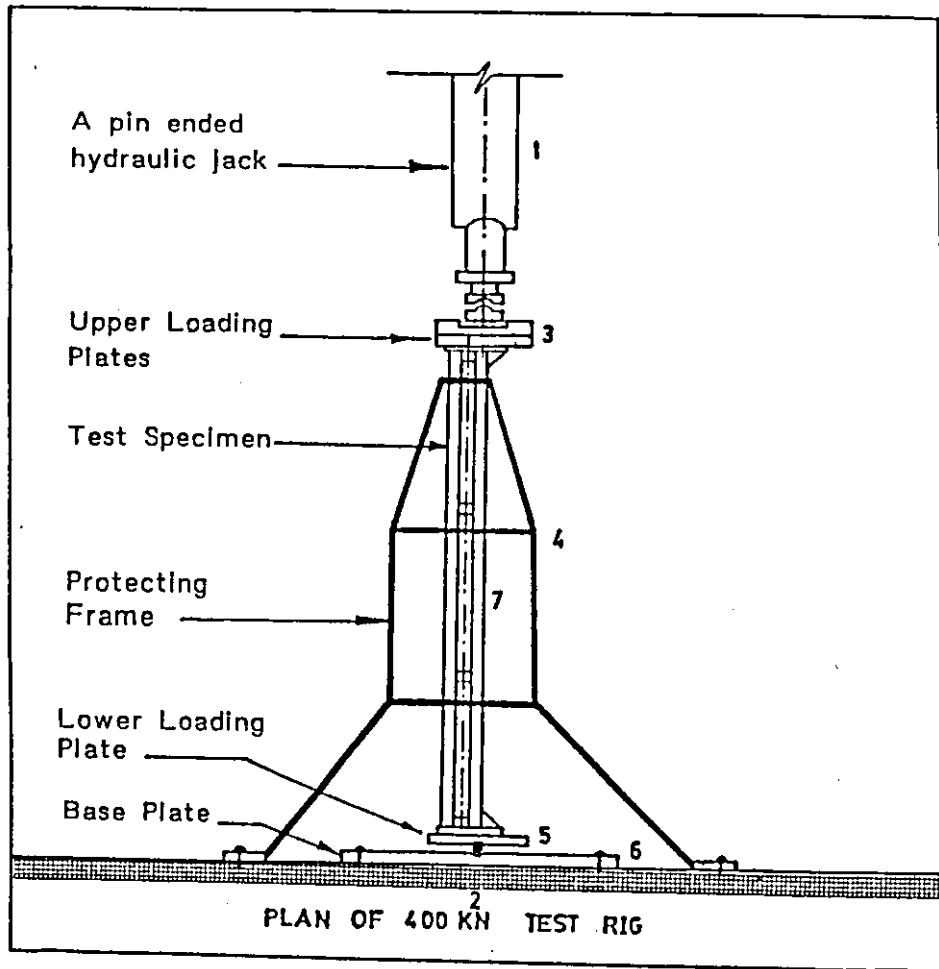 A pin ended
hydraulic jack
1
Upper Loading
Plates
3
Test Specimen
4
Protecting
Frame
7
Lower Loading
Plate
Base Plate
5
6
2
PLAN OF 400 KN TEST RIG